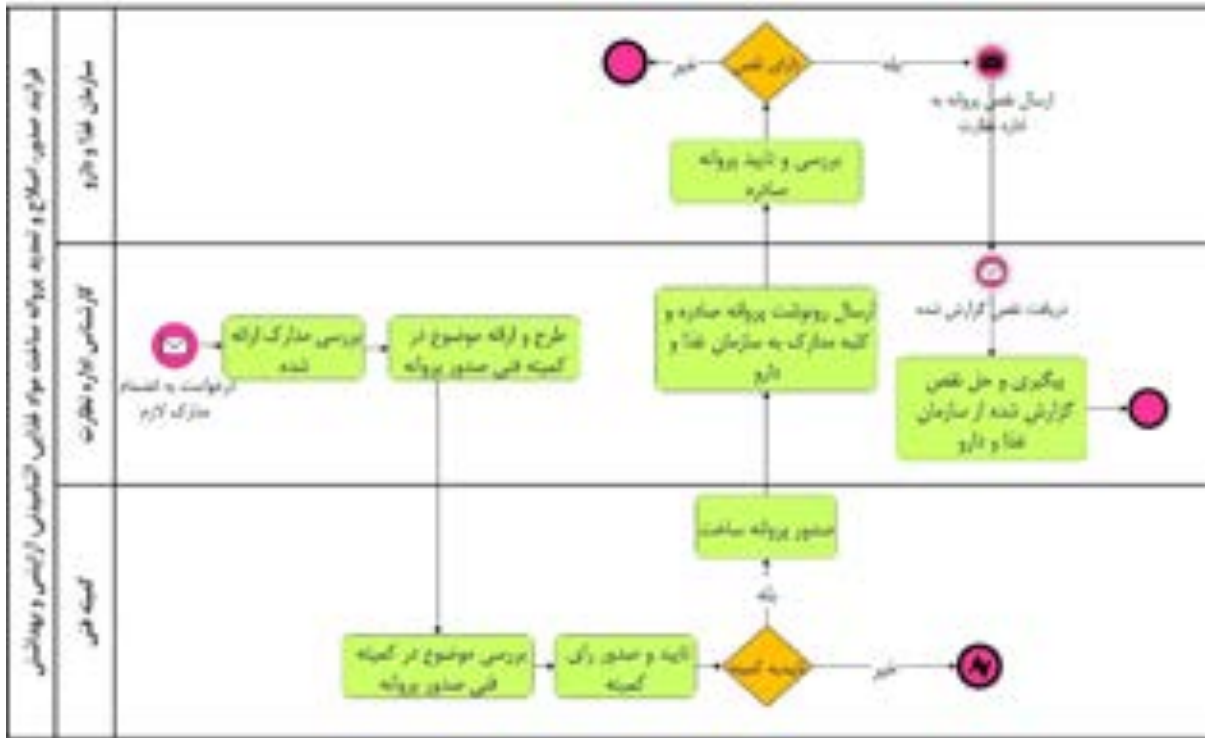 فرایند صدور، اصلاح و تمدید پروانه ساخت مواد غذایی، آشامیدنی، آرایشی و بهداشتی
سازمان غذا و دارو
دارای نقص
خیر
بله
ارسال نقص پروانه به
اداره نظارت
بررسی و تایید پروانه
صادره
کارشناس اداره نظارت
درخواست به انضمام
مدارک لازم
بررسی مدارک ارائه
شده
طرح و ارائه موضوع در
کمیته فنی صدور پروانه
ارسال رونوشت پروانه صادره و
کلیه مدارک به سازمان غذا و
دارو
دریافت نقص گزارش شده
پیگیری و حل نقص
گزارش شده از سازمان
غذا و دارو
کمیته فنی
بررسی موضوع در کمیته
فنی صدور پروانه
تایید و صدور رای
کمیته
تاییدیه کمیته
بله
خیر
صدور پروانه ساخت